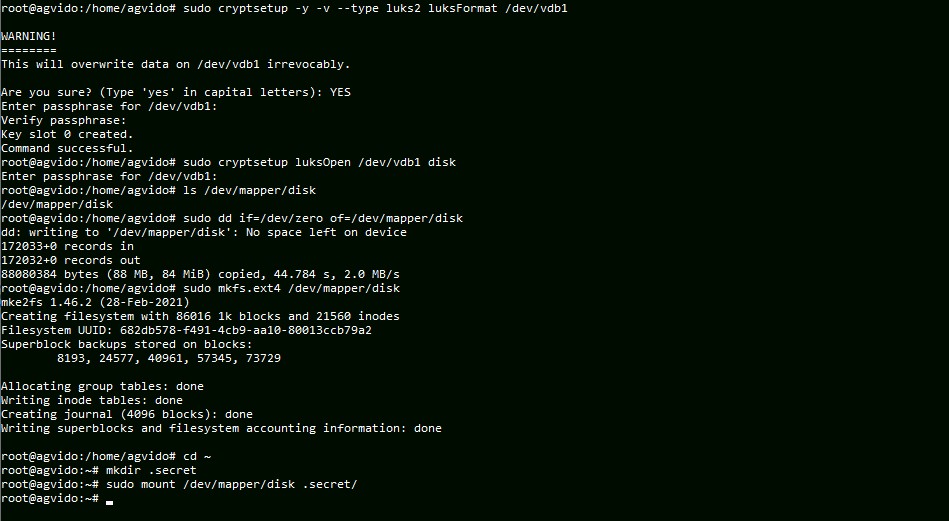 root@agvido:/home/agvido# sudo cryptsetup -y -v --type luks2 luksFormat /dev/vdb1
WARNING!
========
This will overwrite data on /dev/vdb1 irrevocably.
Are you sure? (Type 'yes' in capital letters): YES
Enter passphrase for /dev/vdb1:
Verify passphrase:
Key slot 0 created.
Command successful.
root@agvido:/home/agvido# sudo cryptsetup luksOpen /dev/vdb1 disk
Enter passphrase for /dev/vdb1:
root@agvido:/home/agvido# ls /dev/mapper/disk
/dev/mapper/disk
root@agvido:/home/agvido# sudo dd if=/dev/zero of=/dev/mapper/disk
dd: writing to '/dev/mapper/disk': No space left on device
172033+0 records in
172032+0 records out
88080384 bytes (88 MB, 84 MiB) copied, 44.784 s, 2.0 MB/s
root@agvido:/home/agvido# sudo mkfs.ext4 /dev/mapper/disk
mke2fs 1.46.2 (28-Feb-2021)
Creating filesystem with 86016 1k blocks and 21560 inodes
Filesystem UUID: 682db578-f491-4cb9-aa10-80013ccb79a2
Superblock backups stored on blocks:
        8193, 24577, 40961, 57345, 73729
Allocating group tables: done
Writing inode tables: done
Creating journal (4096 blocks): done
Writing superblocks and filesystem accounting information: done
root@agvido:/home/agvido# cd ~
root@agvido:~# mkdir .secret
root@agvido:~# sudo mount /dev/mapper/disk .secret/
root@agvido:~#